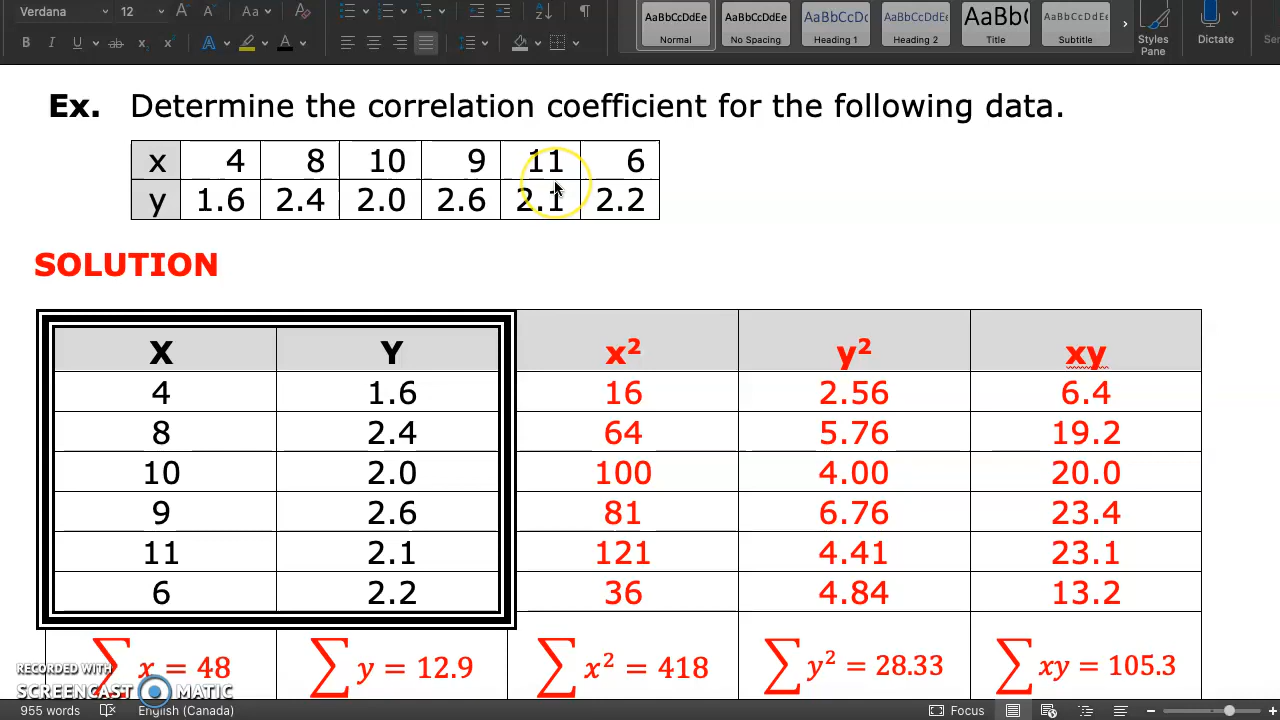 Verdana 12 A A Aa A
AaBbCcDdEe AaBbCcDdEe AaBbCcDc AaBbCcDdEe AaBb( AaBbCcDdEe
B I U x x A A
Normal No Spacing Heading 1 Heading 2 Title Subtitle Styles Pane Dictate
Ex. Determine the correlation coefficient for the following data.
x 4 8 10 9 11 6
y 1.6 2.4 2.0 2.6 2.1 2.2
SOLUTION
X Y x² y² xy
4 1.6 16 2.56 6.4
8 2.4 64 5.76 19.2
10 2.0 100 4.00 20.0
9 2.6 81 6.76 23.4
11 2.1 121 4.41 23.1
6 2.2 36 4.84 13.2
∑ x = 48 ∑ y = 12.9 ∑ x² = 418 ∑ y² = 28.33 ∑ xy = 105.3
RECORDED WITH
SCREENCAST MATIC
955 words English (Canada) Focus